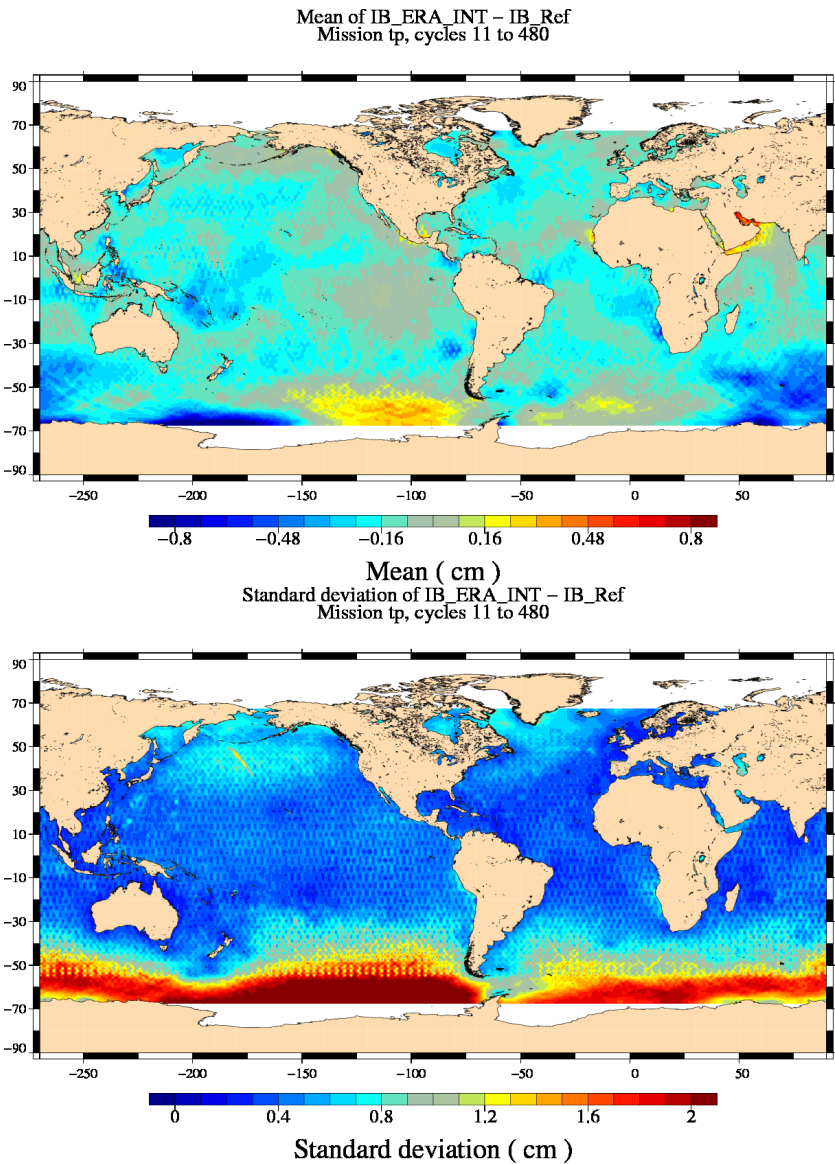 Mean of IB_ERA_INT − IB_Ref
Mission tp, cycles 11 to 480
90
70
50
30
10
−10
−30
−50
−70
−90
−250 −200 −150 −100 −50 0 50
−0.8 −0.48 −0.16 0.16 0.48 0.8
Mean ( cm )
Standard deviation of IB_ERA_INT − IB_Ref
Mission tp, cycles 11 to 480
90
70
50
30
10
−10
−30
−50
−70
−90
−250 −200 −150 −100 −50 0 50
0 0.4 0.8 1.2 1.6 2
Standard deviation ( cm )